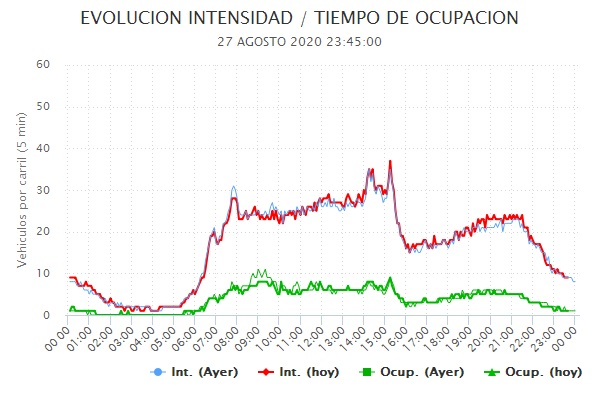 EVOLUCION INTENSIDAD / TIEMPO DE OCUPACION
27 AGOSTO 2020 23:45:00
Vehiculos por carril (5 min)
60
50
40
30
20
10
0
00:00 01:00 02:00 03:00 04:00 05:00 06:00 07:00 08:00 09:00 10:00 11:00 12:00 13:00 14:00 15:00 16:00 17:00 18:00 19:00 20:00 21:00 22:00 23:00 00:00
Int. (Ayer) Int. (hoy) Ocup. (Ayer) Ocup. (hoy)